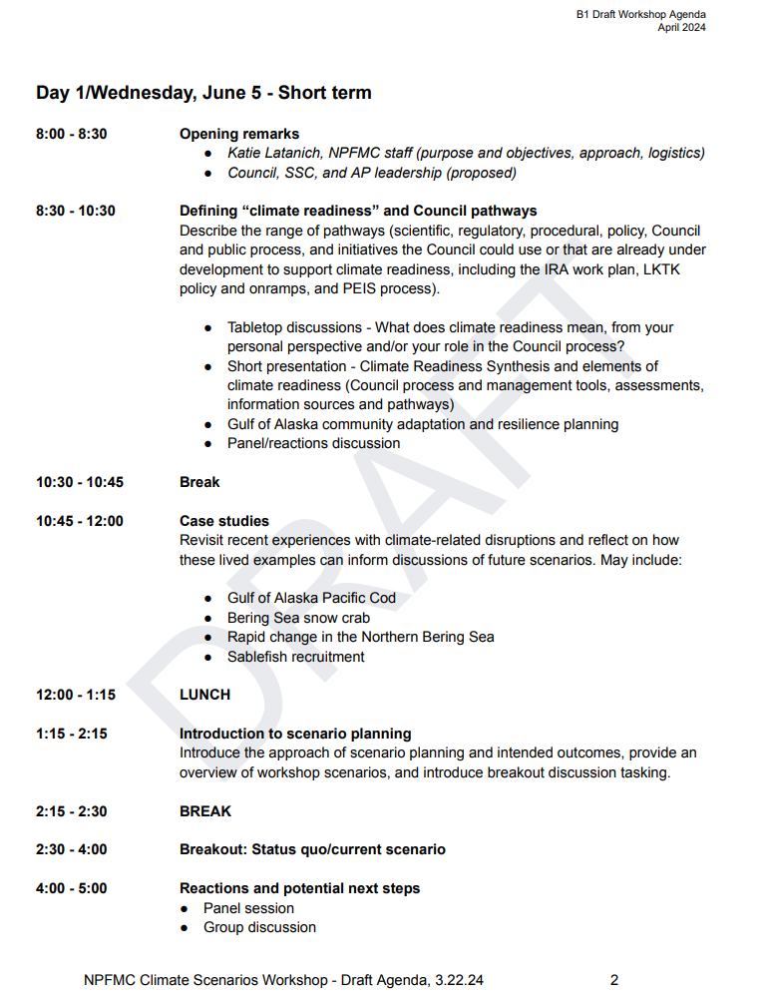 B1 Draft Workshop Agenda
April 2024
Day 1/Wednesday, June 5 - Short term
8:00 - 8:30 Opening remarks
● Katie Latanich, NPFMC staff (purpose and objectives, approach, logistics)
● Council, SSC, and AP leadership (proposed)
8:30 - 10:30 Defining “climate readiness” and Council pathways
Describe the range of pathways (scientific, regulatory, procedural, policy, Council
and public process, and initiatives the Council could use or that are already under
development to support climate readiness, including the IRA work plan, LKTK
policy and onramps, and PEIS process).
● Tabletop discussions - What does climate readiness mean, from your
personal perspective and/or your role in the Council process?
● Short presentation - Climate Readiness Synthesis and elements of
climate readiness (Council process and management tools, assessments,
information sources and pathways)
● Gulf of Alaska community adaptation and resilience planning
● Panel/reactions discussion
10:30 - 10:45 Break
10:45 - 12:00 Case studies
Revisit recent experiences with climate-related disruptions and reflect on how
these lived examples can inform discussions of future scenarios. May include:
● Gulf of Alaska Pacific Cod
● Bering Sea snow crab
● Rapid change in the Northern Bering Sea
● Sablefish recruitment
12:00 - 1:15 LUNCH
1:15 - 2:15 Introduction to scenario planning
Introduce the approach of scenario planning and intended outcomes, provide an
overview of workshop scenarios, and introduce breakout discussion tasking.
2:15 - 2:30 BREAK
2:30 - 4:00 Breakout: Status quo/current scenario
4:00 - 5:00 Reactions and potential next steps
● Panel session
● Group discussion
NPFMC Climate Scenarios Workshop - Draft Agenda, 3.22.24 2
DRAFT